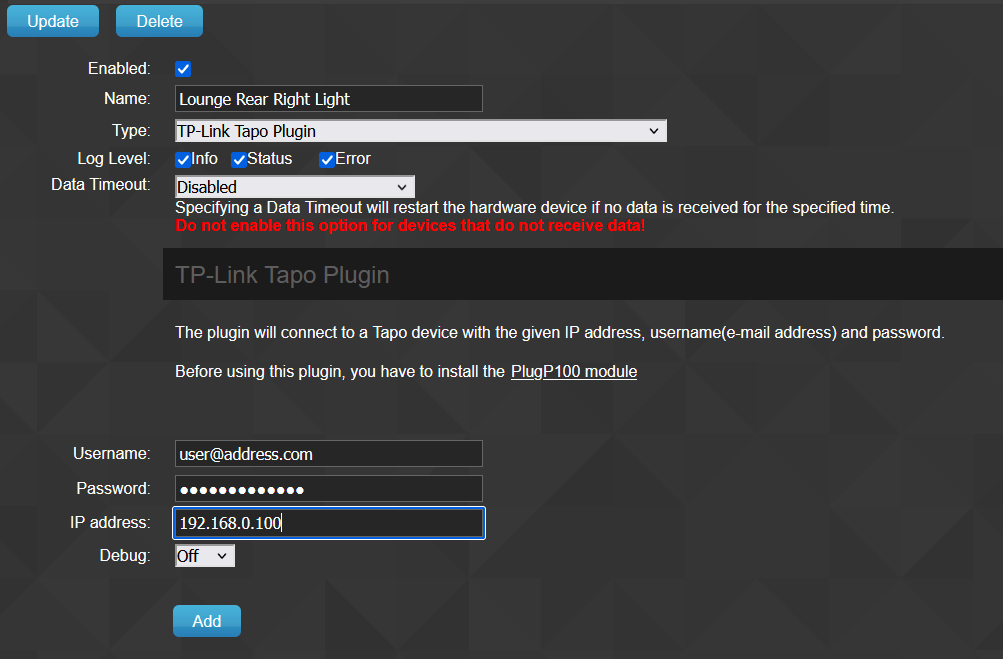 Update Delete
Enabled:
Name: Lounge Rear Right Light
Type: TP-Link Tapo Plugin
Log Level: Info Status Error
Data Timeout: Disabled
Specifying a Data Timeout will restart the hardware device if no data is received for the specified time.
Do not enable this option for devices that do not receive data!
TP-Link Tapo Plugin
The plugin will connect to a Tapo device with the given IP address, username(e-mail address) and password.
Before using this plugin, you have to install the PlugP100 module
Username: user@address.com
Password: ●●●●●●●●●●●●●
IP address: 192.168.0.100
Debug: Off
Add